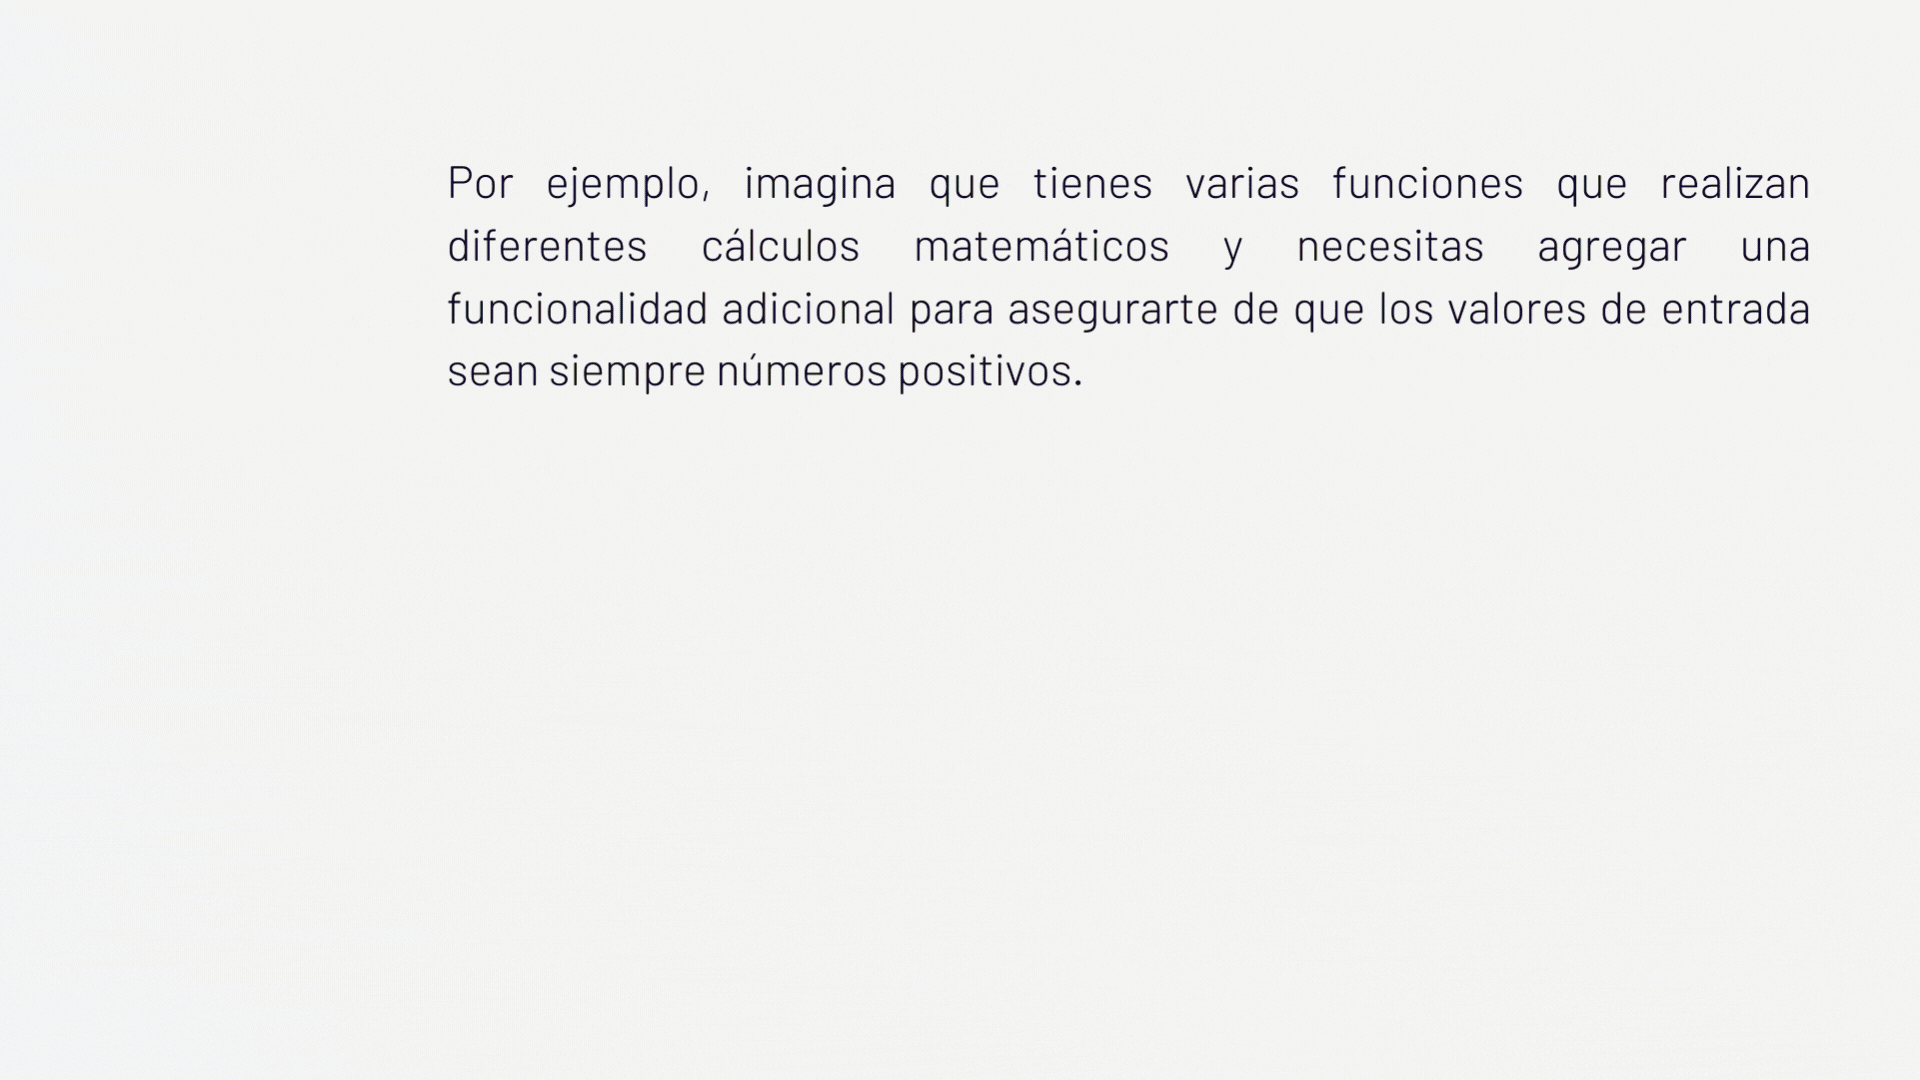 Por ejemplo, imagina que tienes varias funciones que realizan
diferentes cálculos matemáticos y necesitas agregar una
funcionalidad adicional para asegurarte de que los valores de entrada
sean siempre números positivos.